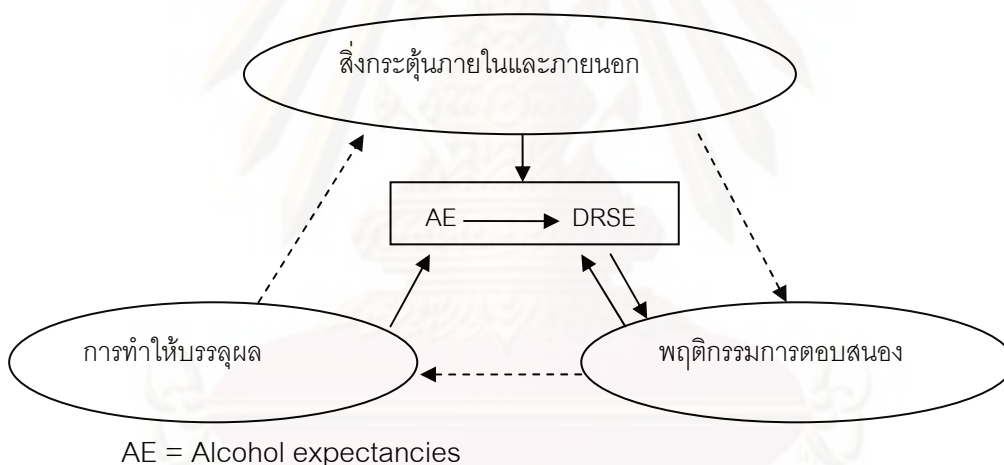 สิ่งกระตุ้นภายในและภายนอก
AE DRSE
การทำให้บรรลุผล
พฤติกรรมการตอบสนอง
AE = Alcohol expectancies